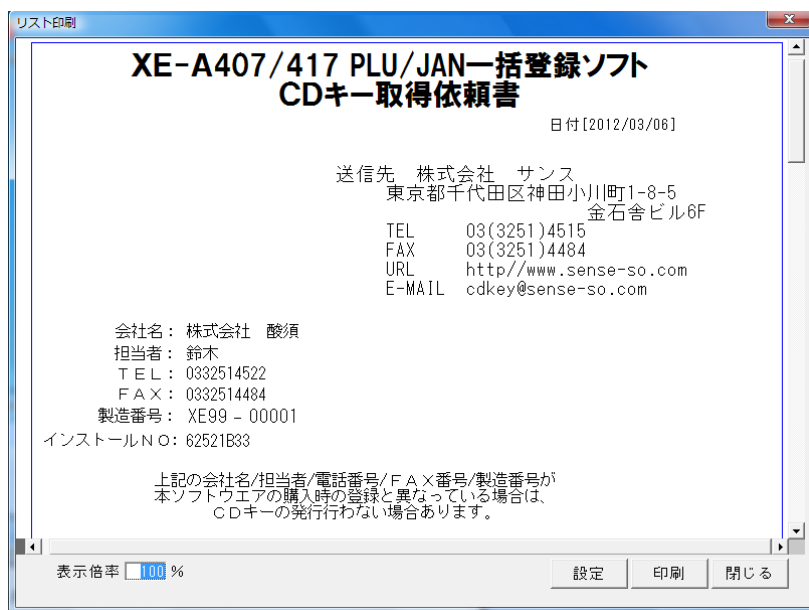 リスト印刷
XE-A407/417 PLU/JAN一括登録ソフト
CDキー取得依頼書
日付[2012/03/06]
送信先 株式会社 サンス
東京都千代田区神田小川町1-8-5
金石舎ビル6F
TEL 03(3251)4515
FAX 03(3251)4484
URL http//www.sense-so.com
E-MAIL cdkey@sense-so.com
会社名: 株式会社 酸須
担当者: 鈴木
TEL: 0332514522
FAX: 0332514484
製造番号: XE99-00001
インストールNO: 62521B33
上記の会社名/担当者/電話番号/FAX番号/製造番号が
本ソフトウエアの購入時の登録と異なっている場合は、
CDキーの発行行わない場合あります。
表示倍率 100 %
設定 印刷 閉じる